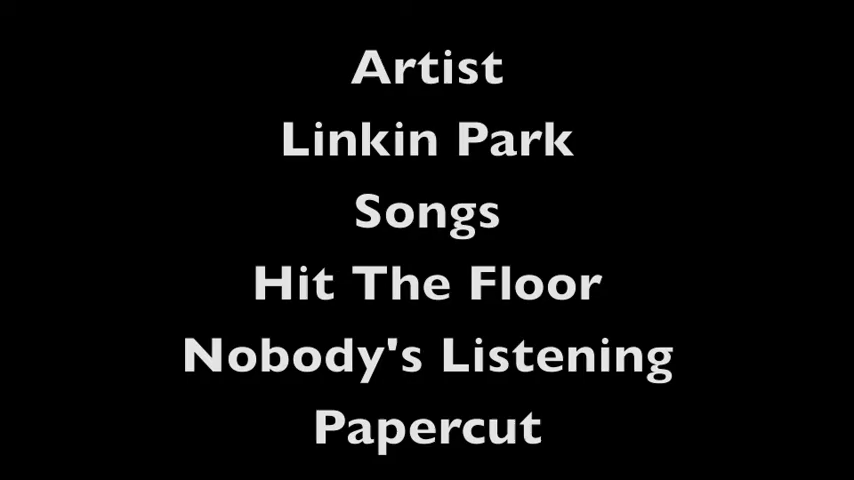 Artist
Linkin Park
Songs
Hit The Floor
Nobody's Listening
Papercut